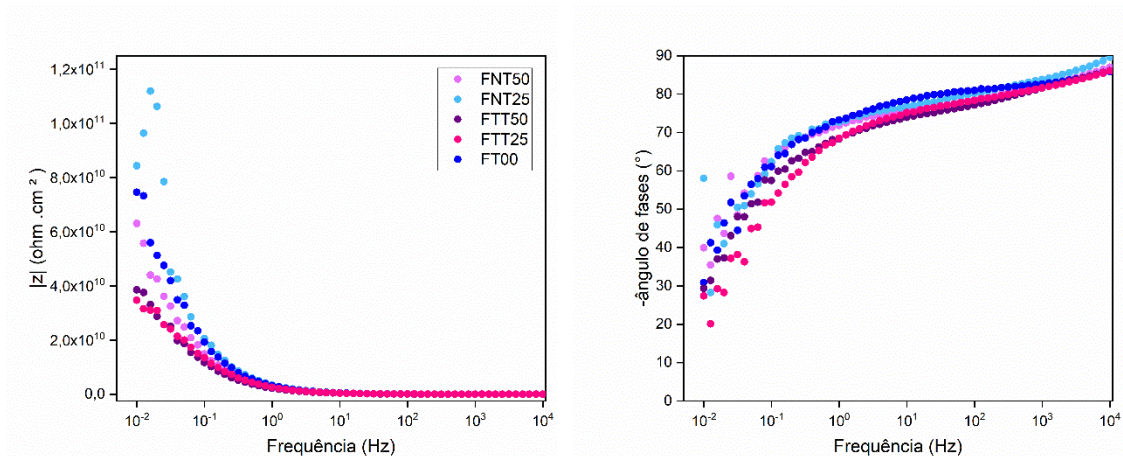 1,2x10¹¹
1,0x10¹¹
8,0x10¹⁰
6,0x10¹⁰
4,0x10¹⁰
2,0x10¹⁰
0,0
|z| (ohm .cm ²)
FNT50
FNT25
FTT50
FTT25
FT00
10⁻² 10⁻¹ 10⁰ 10¹ 10² 10³ 10⁴
Frequência (Hz)
90
80
70
60
50
40
30
20
10
0
-ângulo de fases (°)
10⁻² 10⁻¹ 10⁰ 10¹ 10² 10³ 10⁴
Frequência (Hz)